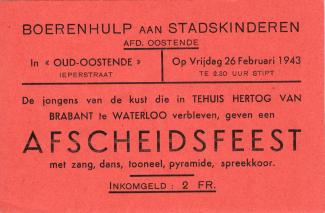 BOERENHULP AAN STADSKINDEREN
AFD. OOSTENDE
In « OUD-OOSTENDE »
IEPERSTRAAT
Op Vrijdag 26 Februari 1943
TE 2.30 UUR STIPT
De jongens van de kust die in TEHUIS HERTOG VAN
BRABANT te WATERLOO verbleven, geven een
AFSCHEIDSFEEST
met zang, dans, tooneel, pyramide, spreekkoor.
INKOMGELD : 2 FR.